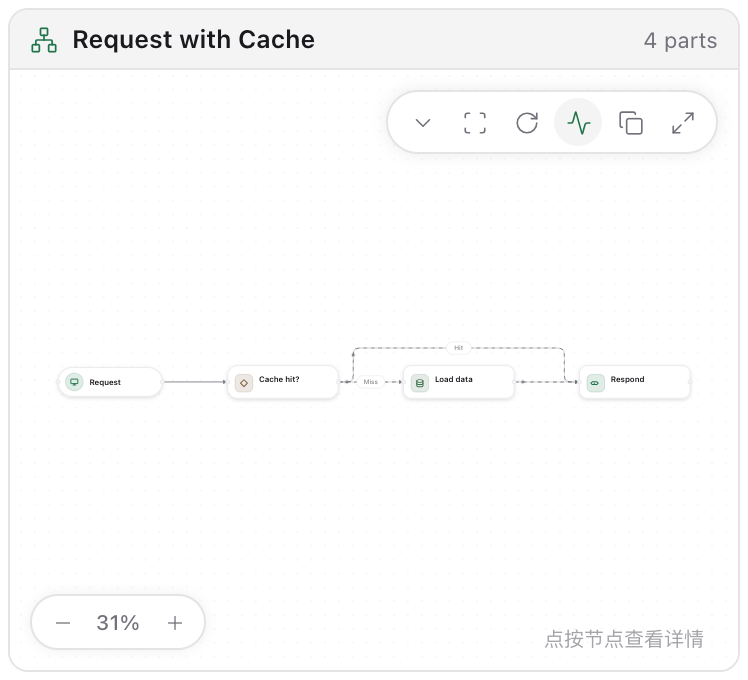 Request with Cache
4 parts
Hit
Request
Cache hit?
Miss
Load data
Respond
31%
点按节点查看详情